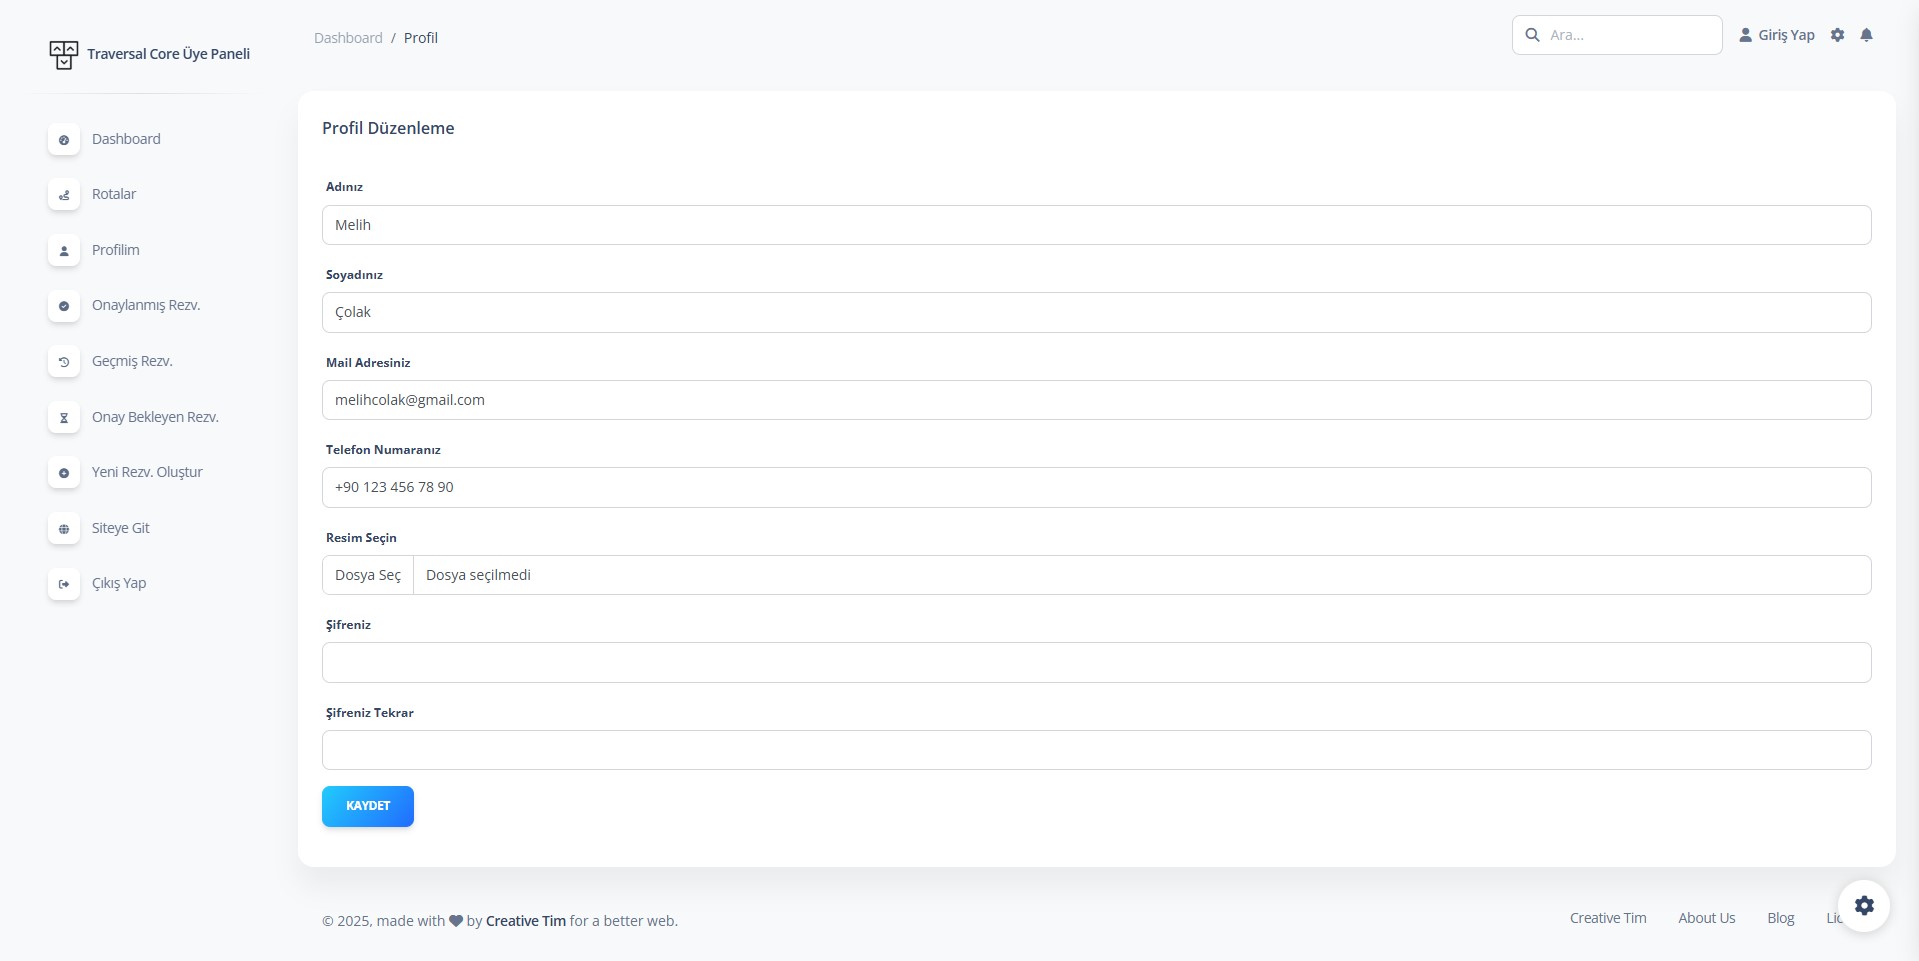 Traversal Core Üye Paneli
Dashboard
Rotalar
Profilim
Onaylanmış Rezv.
Geçmiş Rezv.
Onay Bekleyen Rezv.
Yeni Rezv. Oluştur
Siteye Git
Çıkış Yap
Dashboard / Profil
Ara...
Giriş Yap
Profil Düzenleme
Adınız
Melih
Soyadınız
Çolak
Mail Adresiniz
melihcolak@gmail.com
Telefon Numaranız
+90 123 456 78 90
Resim Seçin
Dosya Seç Dosya seçilmedi
Şifreniz
Şifreniz Tekrar
KAYDET
© 2025, made with by Creative Tim for a better web.
Creative Tim About Us Blog